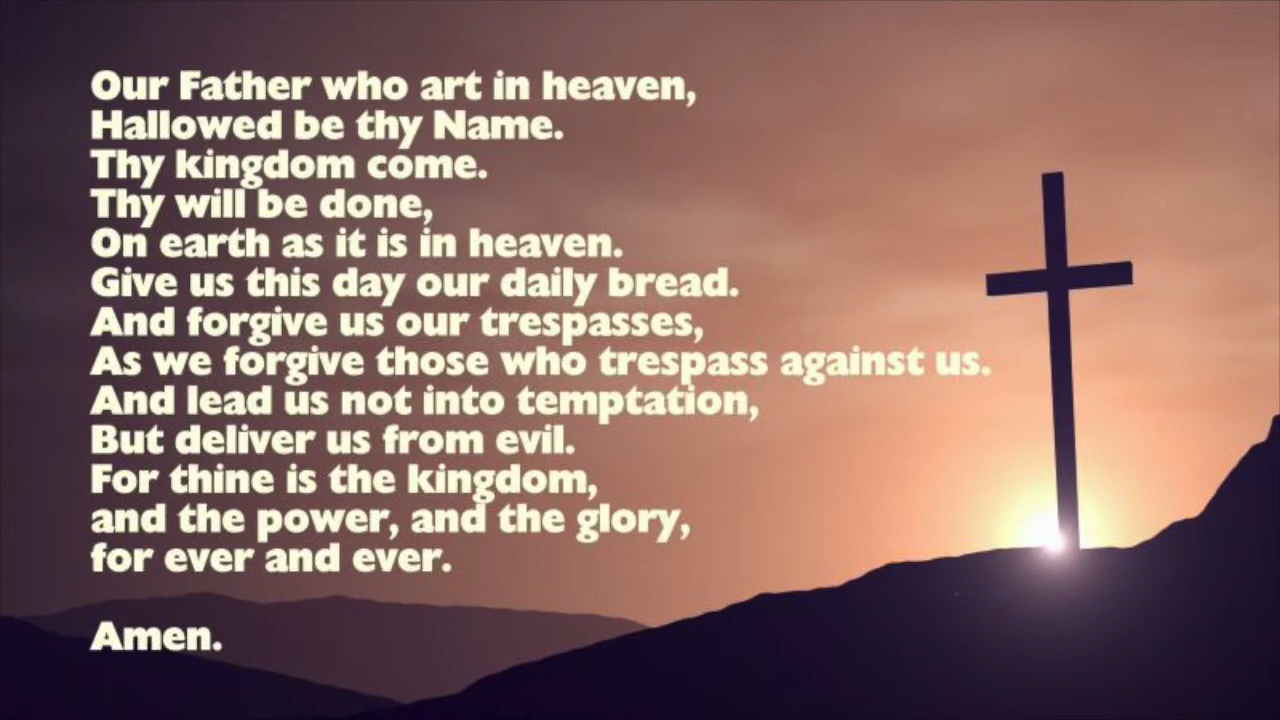 Our Father who art in heaven,
Hallowed be thy Name.
Thy kingdom come.
Thy will be done,
On earth as it is in heaven.
Give us this day our daily bread.
And forgive us our trespasses,
As we forgive those who trespass against us.
And lead us not into temptation,
But deliver us from evil.
For thine is the kingdom,
and the power, and the glory,
for ever and ever.
Amen.